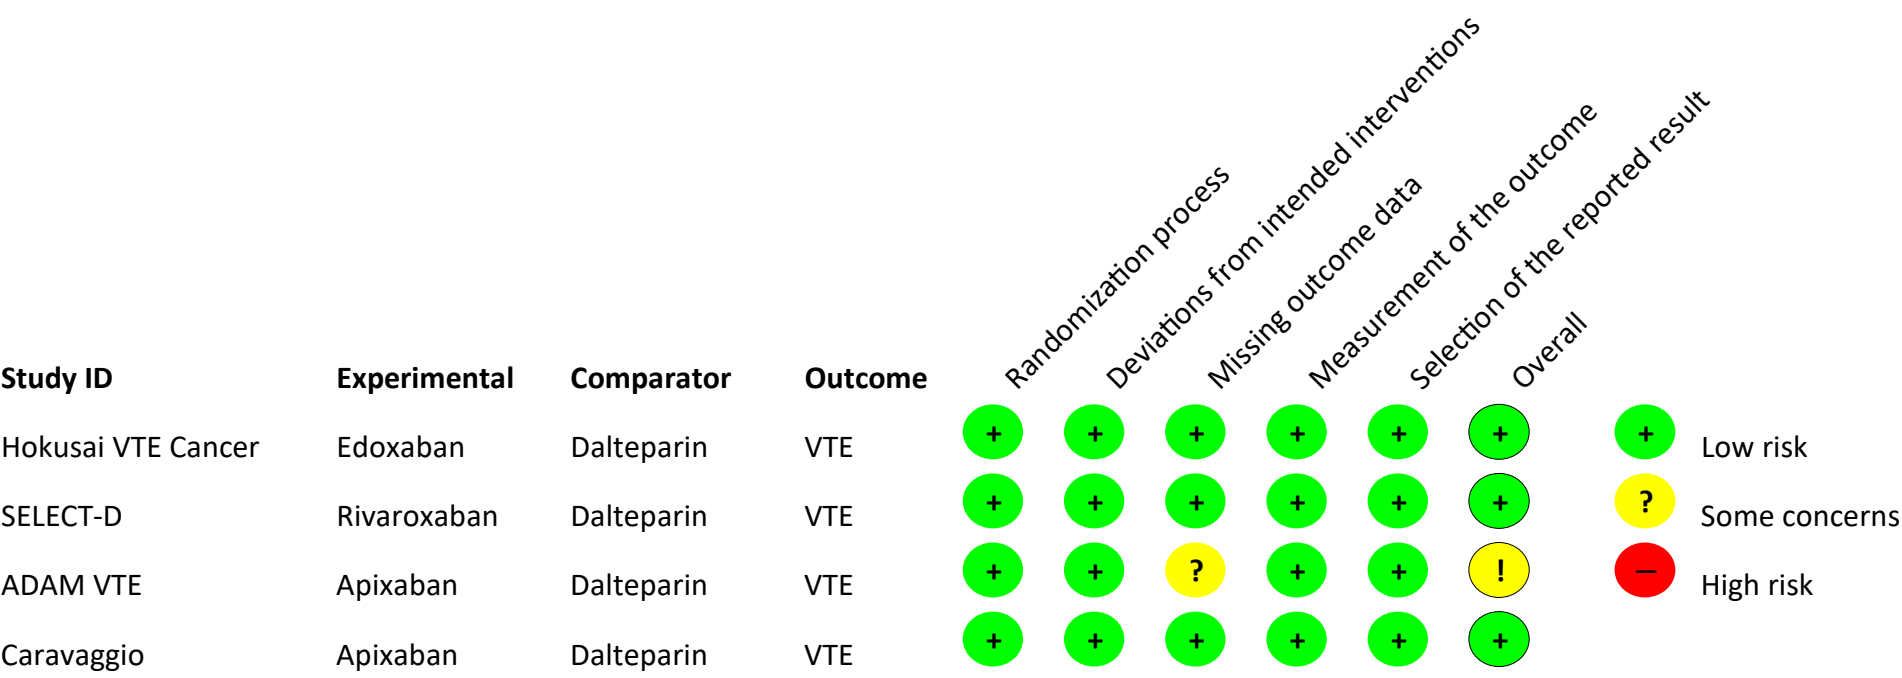 Randomization process
Deviations from intended interventions
Missing outcome data
Measurement of the outcome
Selection of the reported result
Overall
Study ID Experimental Comparator Outcome
Hokusai VTE Cancer Edoxaban Dalteparin VTE + + + + + + + Low risk
SELECT-D Rivaroxaban Dalteparin VTE + + + + + + ? Some concerns
ADAM VTE Apixaban Dalteparin VTE + + ? + + ! — High risk
Caravaggio Apixaban Dalteparin VTE + + + + + +